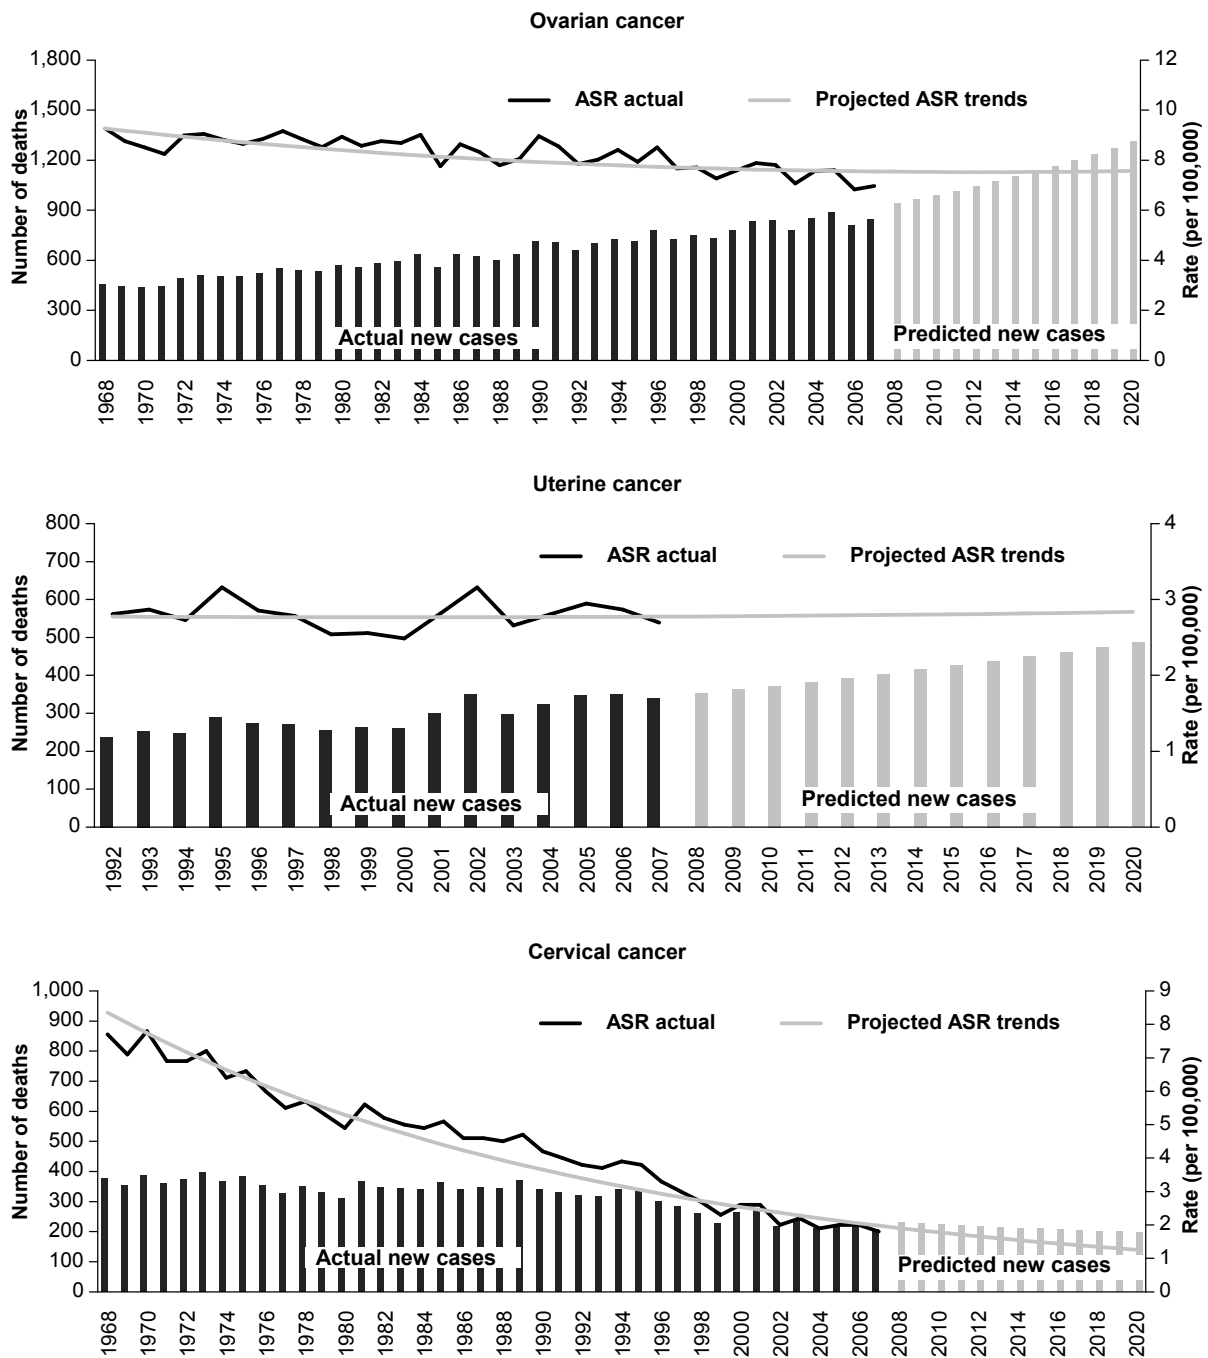 Ovarian cancer
Number of deaths
1,800
1,500
1,200
900
600
300
0
ASR actual
Projected ASR trends
Actual new cases
Predicted new cases
12
10
8
6
4
2
0
Rate (per 100,000)
1968 1970 1972 1974 1976 1978 1980 1982 1984 1986 1988 1990 1992 1994 1996 1998 2000 2002 2004 2006 2008 2010 2012 2014 2016 2018 2020
Uterine cancer
Number of deaths
800
700
600
500
400
300
200
100
0
ASR actual
Projected ASR trends
Actual new cases
Predicted new cases
4
3
2
1
0
Rate (per 100,000)
1992 1993 1994 1995 1996 1997 1998 1999 2000 2001 2002 2003 2004 2005 2006 2007 2008 2009 2010 2011 2012 2013 2014 2015 2016 2017 2018 2019 2020
Cervical cancer
Number of deaths
1,000
900
800
700
600
500
400
300
200
100
0
ASR actual
Projected ASR trends
Actual new cases
Predicted new cases
9
8
7
6
5
4
3
2
1
0
Rate (per 100,000)
1968 1970 1972 1974 1976 1978 1980 1982 1984 1986 1988 1990 1992 1994 1996 1998 2000 2002 2004 2006 2008 2010 2012 2014 2016 2018 2020